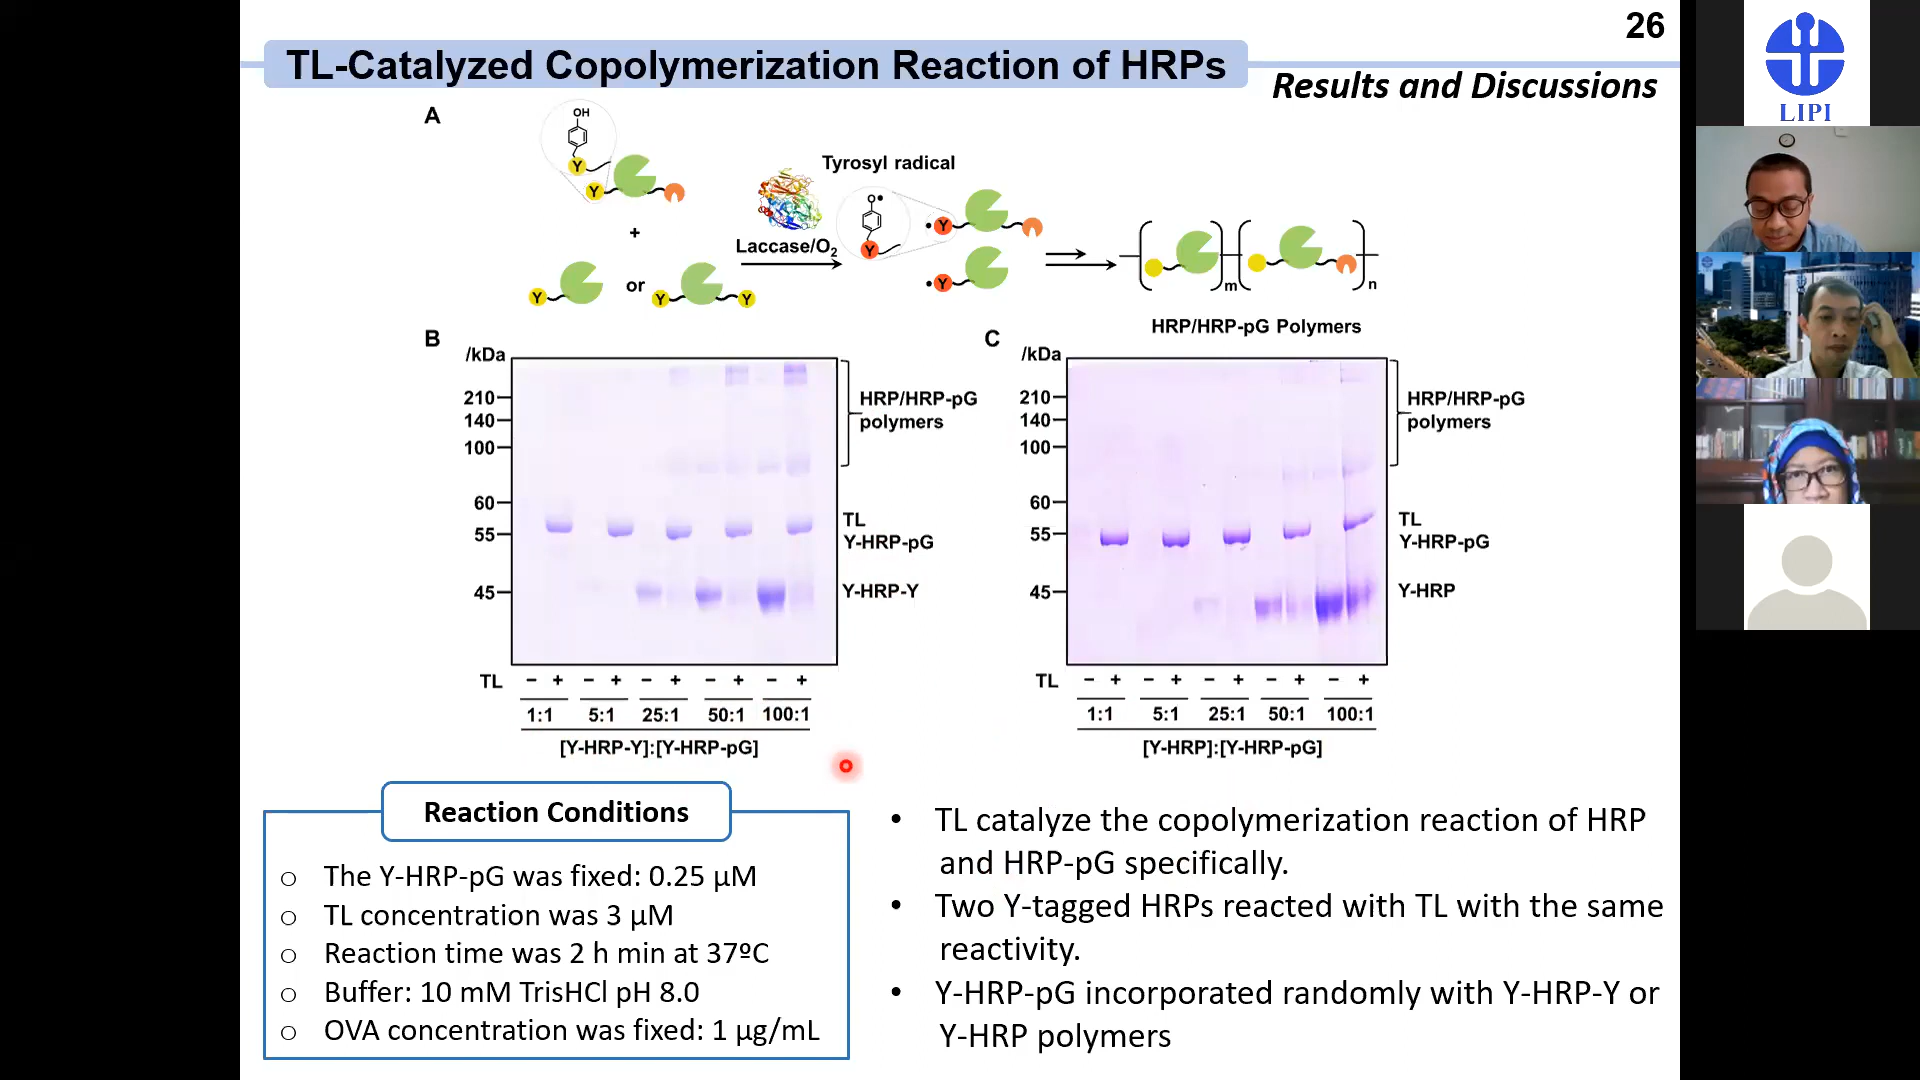 26
TL-Catalyzed Copolymerization Reaction of HRPs
Results and Discussions
LIPI
A
OH
Y
Y
+
Y
or
Y
Y
Laccase/O2
Tyrosyl radical
O•
Y
•Y
•Y
m
n
HRP/HRP-pG Polymers
B
/kDa
210
140
100
60
55
45
HRP/HRP-pG
polymers
TL
Y-HRP-pG
Y-HRP-Y
TL - + - + - + - + - +
1:1 5:1 25:1 50:1 100:1
[Y-HRP-Y]:[Y-HRP-pG]
C
/kDa
210
140
100
60
55
45
HRP/HRP-pG
polymers
TL
Y-HRP-pG
Y-HRP
TL - + - + - + - + - +
1:1 5:1 25:1 50:1 100:1
[Y-HRP]:[Y-HRP-pG]
Reaction Conditions
o The Y-HRP-pG was fixed: 0.25 µM
o TL concentration was 3 µM
o Reaction time was 2 h min at 37ºC
o Buffer: 10 mM TrisHCl pH 8.0
o OVA concentration was fixed: 1 µg/mL
• TL catalyze the copolymerization reaction of HRP
and HRP-pG specifically.
• Two Y-tagged HRPs reacted with TL with the same
reactivity.
• Y-HRP-pG incorporated randomly with Y-HRP-Y or
Y-HRP polymers